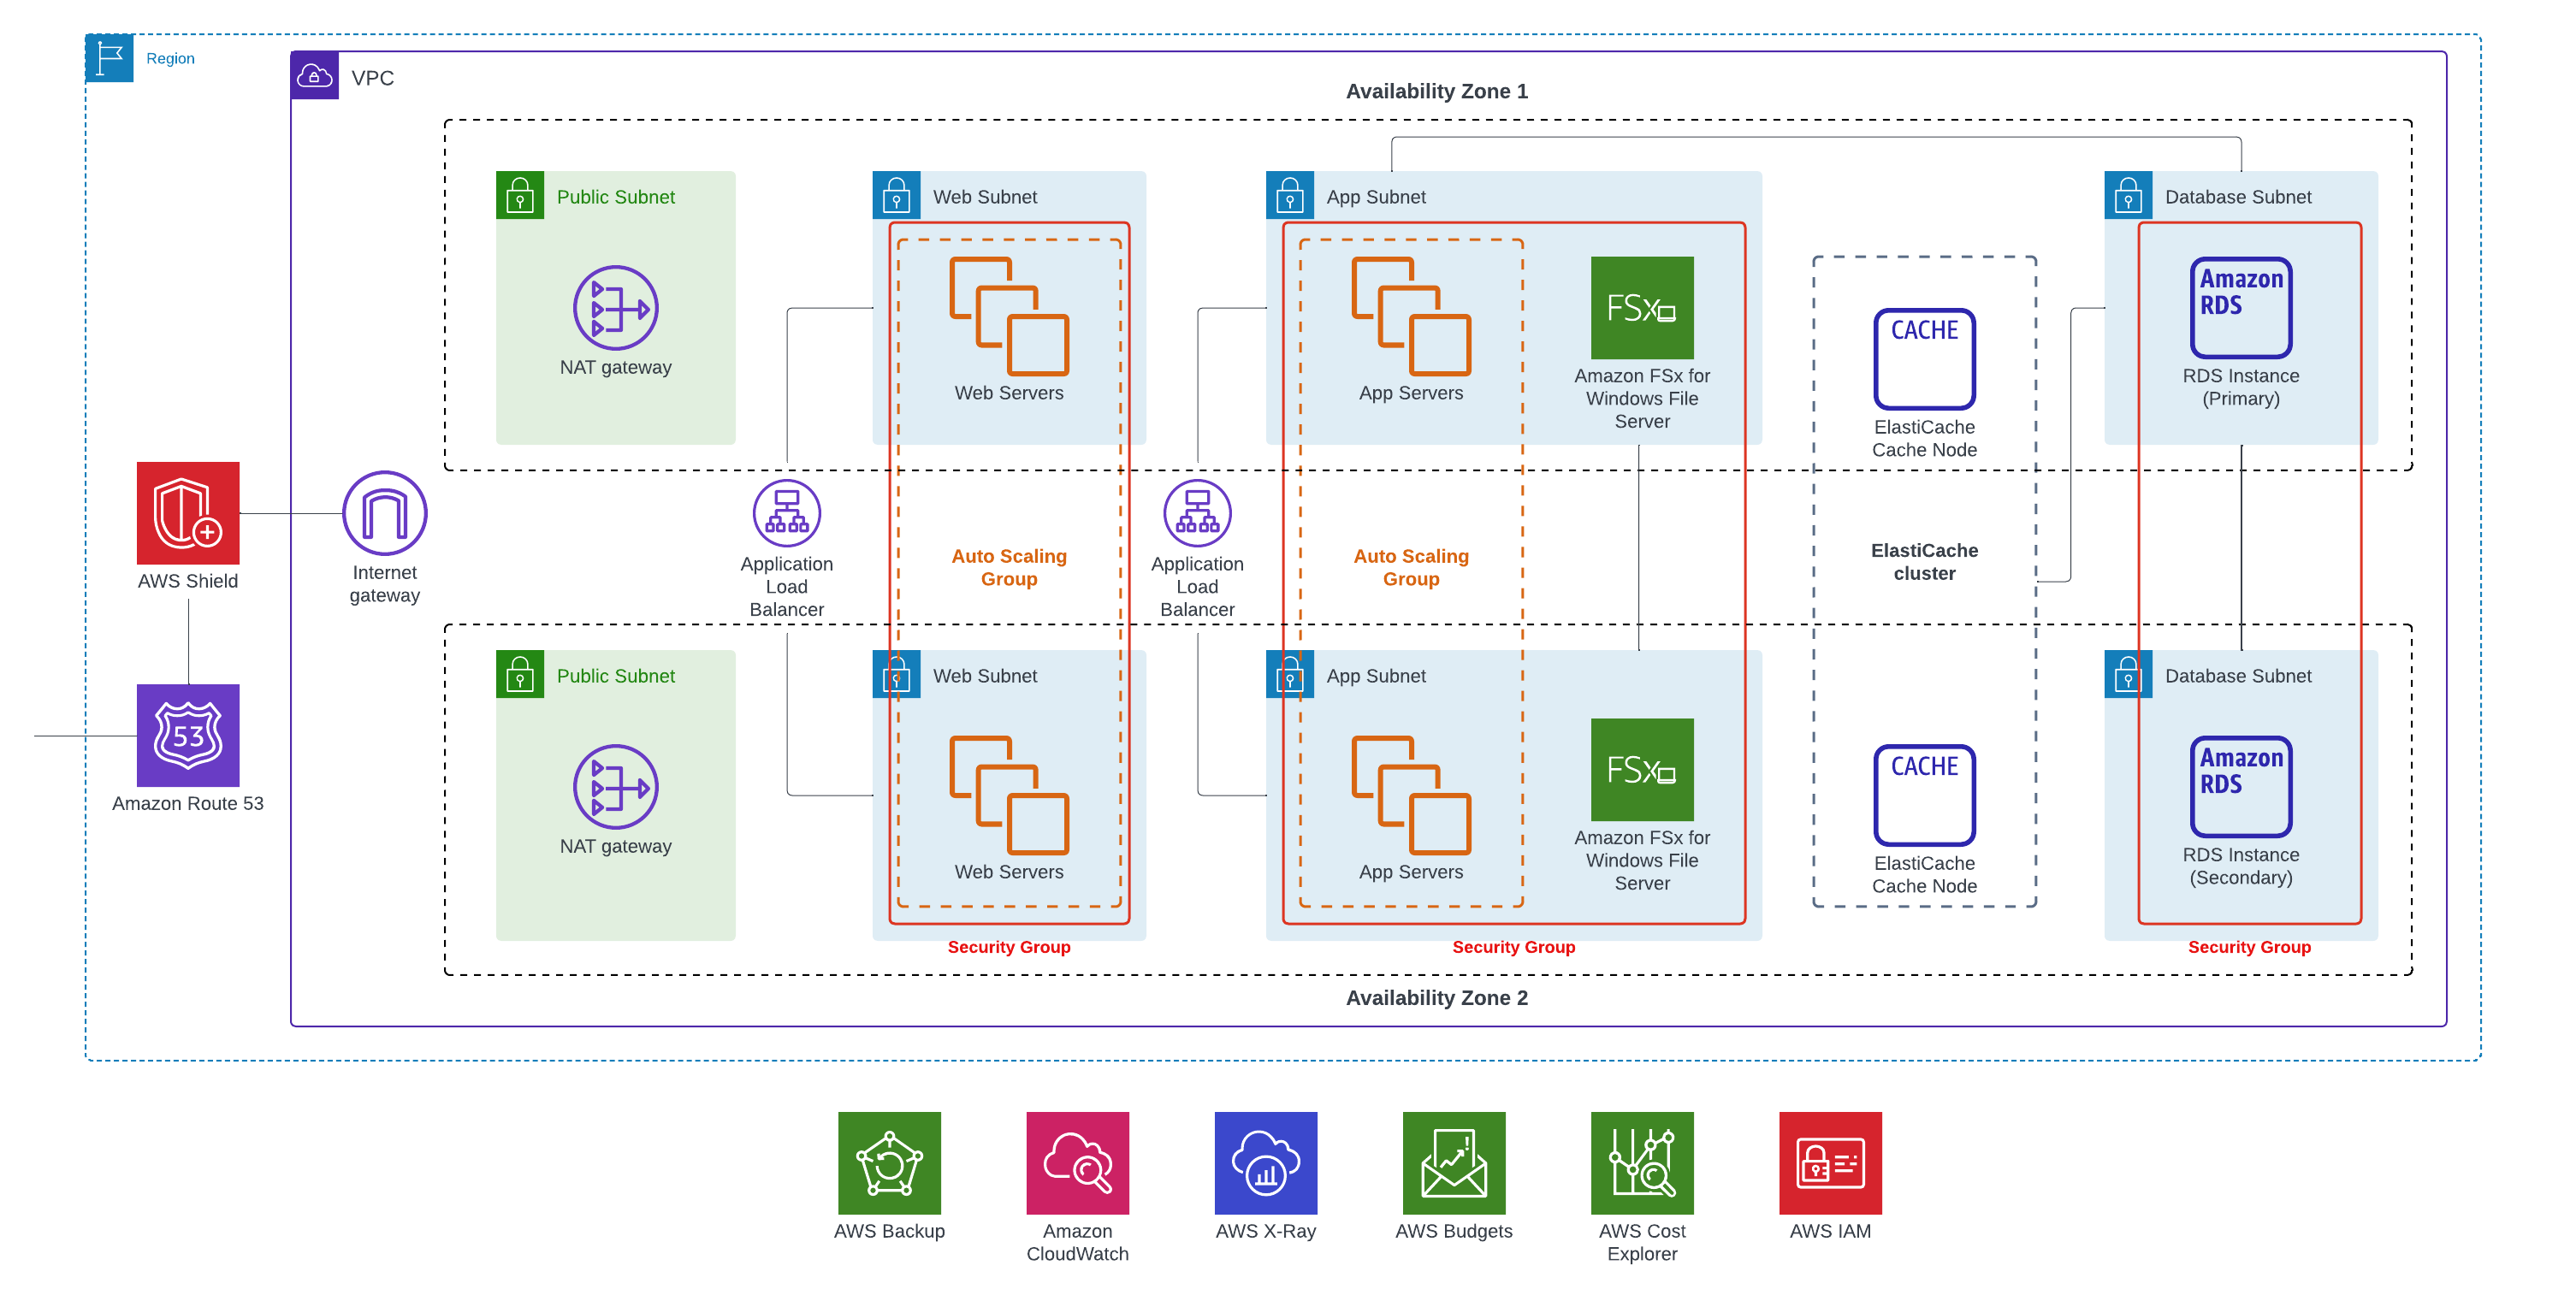 Region
VPC
Availability Zone 1
Public Subnet
NAT gateway
Web Subnet
Web Servers
App Subnet
App Servers
FSx
Amazon FSx for
Windows File
Server
CACHE
ElastiCache
Cache Node
Database Subnet
Amazon
RDS
RDS Instance
(Primary)
AWS Shield
Internet
gateway
Application
Load
Balancer
Auto Scaling
Group
Application
Load
Balancer
Auto Scaling
Group
ElastiCache
cluster
53
Amazon Route 53
Public Subnet
NAT gateway
Web Subnet
Web Servers
Security Group
App Subnet
App Servers
FSx
Amazon FSx for
Windows File
Server
Security Group
CACHE
ElastiCache
Cache Node
Database Subnet
Amazon
RDS
RDS Instance
(Secondary)
Security Group
Availability Zone 2
AWS Backup
Amazon
CloudWatch
AWS X-Ray
AWS Budgets
AWS Cost
Explorer
AWS IAM